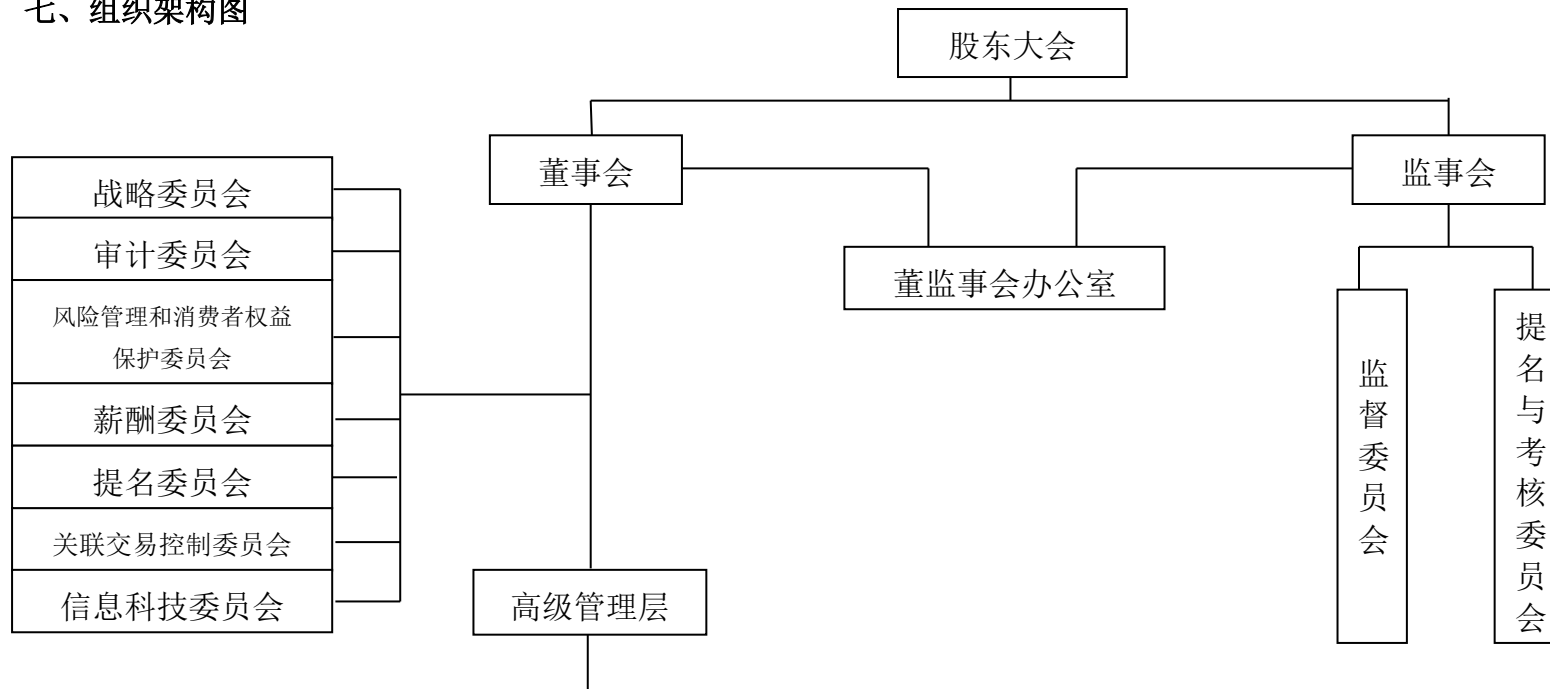 七、组织架构图
股东大会
董事会
监事会
董监事会办公室
战略委员会
审计委员会
风险管理和消费者权益
保护委员会
薪酬委员会
提名委员会
关联交易控制委员会
信息科技委员会
高级管理层
监督委员会
提名与考核委员会